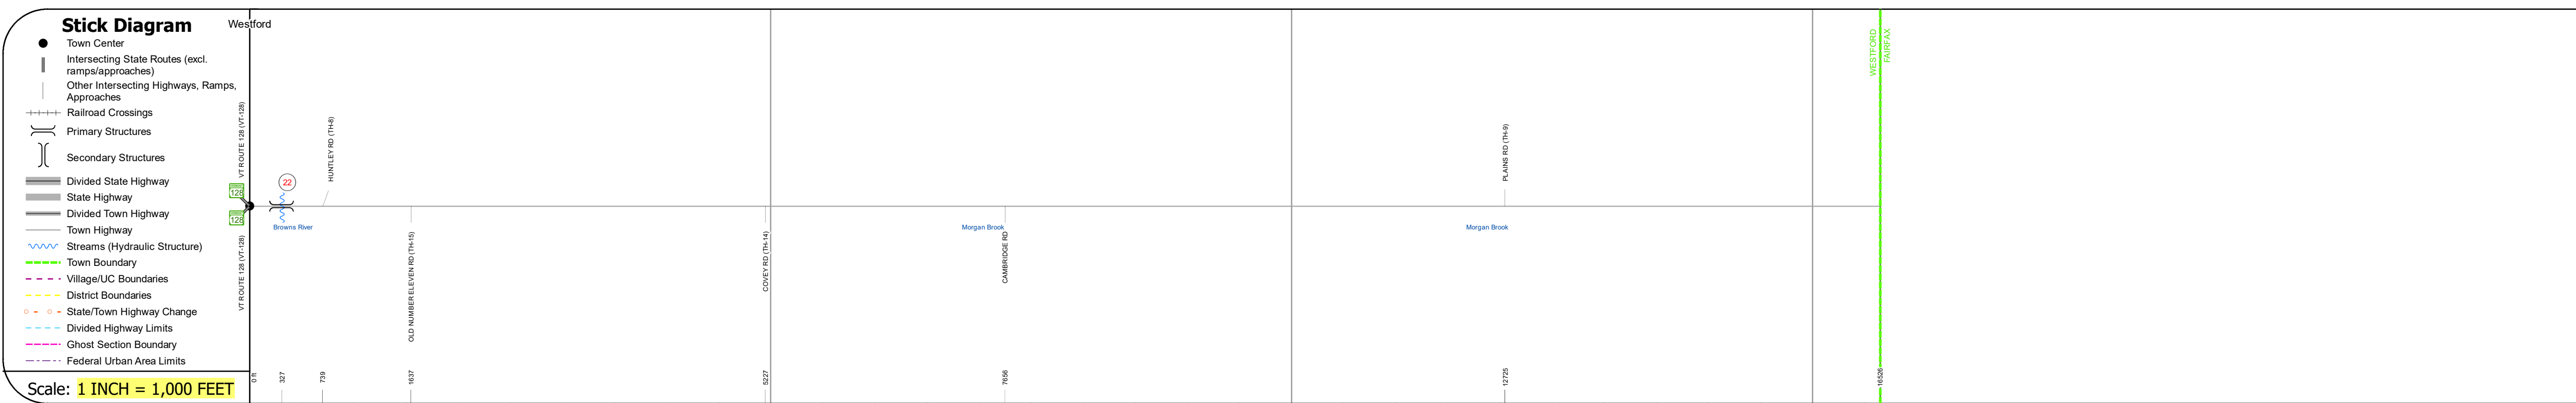 Stick Diagram
Town Center
Intersecting State Routes (excl.
ramps/approaches)
Other Intersecting Highways, Ramps,
Approaches
Railroad Crossings
Primary Structures
Secondary Structures
Divided State Highway
State Highway
Divided Town Highway
Town Highway
Streams (Hydraulic Structure)
Town Boundary
Village/UC Boundaries
District Boundaries
State/Town Highway Change
Divided Highway Limits
Ghost Section Boundary
Federal Urban Area Limits
Scale: 1 INCH = 1,000 FEET
Westford
VT ROUTE 128 (VT-128)
128
128
VT ROUTE 128 (VT-128)
22
Browns River
HUNTLEY RD (TH-8)
OLD NUMBER ELEVEN RD (TH-15)
COVEY RD (TH-14)
Morgan Brook
CAMBRIDGE RD
Morgan Brook
PLAINS RD (TH-9)
WESTFORD
FAIRFAX
0 ft
327
739
1637
5227
7656
12725
16526